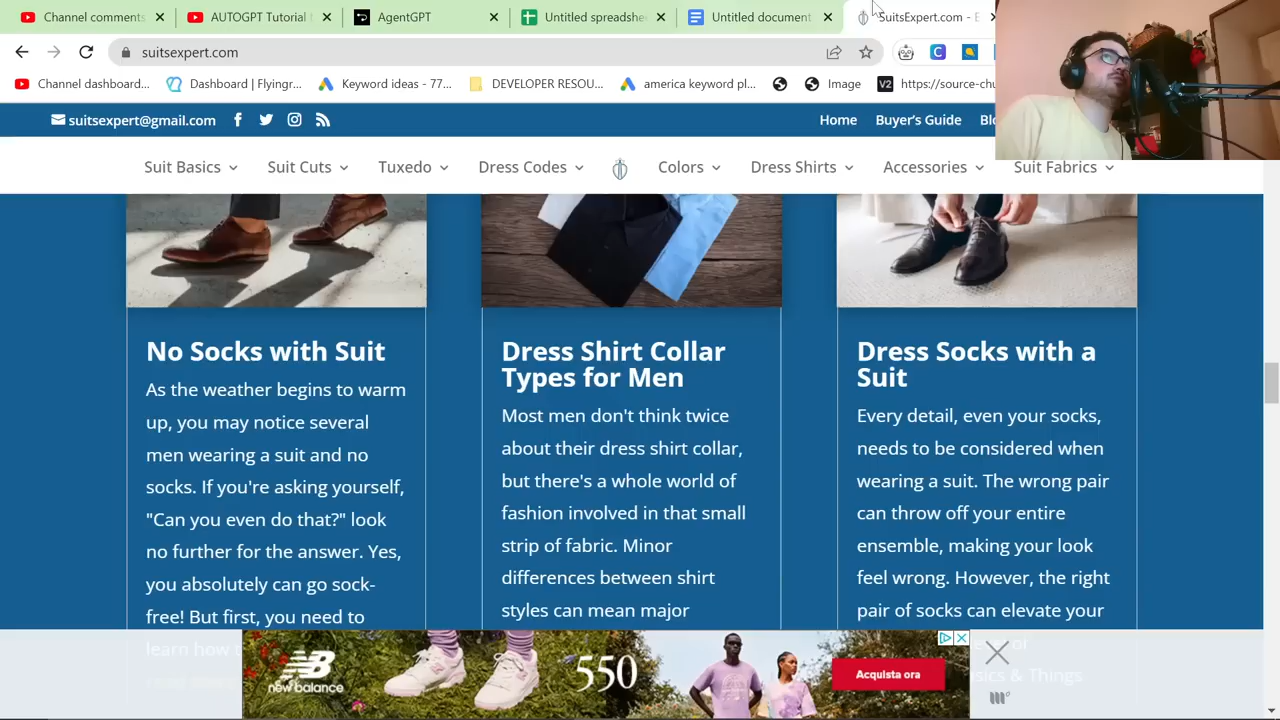 Channel comments
AUTOGPT Tutorial
AgentGPT
Untitled spreadshe
Untitled document
SuitsExpert.com - E
suitsexpert.com
Channel dashboard...
Dashboard | Flyingr...
Keyword ideas - 77
DEVELOPER RESOU...
america keyword pl...
Image
V2
suitsexpert@gmail.com
Home
Buyer's Guide
Suit Basics
Suit Cuts
Tuxedo
Dress Codes
Colors
Dress Shirts
Accessories
Suit Fabrics
No Socks with Suit
As the weather begins to warm
up, you may notice several
men wearing a suit and no
socks. If you're asking yourself,
"Can you even do that?" look
no further for the answer. Yes,
you absolutely can go sock-
free! But first, you need to
Dress Shirt Collar
Types for Men
Most men don't think twice
about their dress shirt collar,
but there's a whole world of
fashion involved in that small
strip of fabric. Minor
differences between shirt
styles can mean major
Dress Socks with a
Suit
Every detail, even your socks,
needs to be considered when
wearing a suit. The wrong pair
can throw off your entire
ensemble, making your look
feel wrong. However, the right
pair of socks can elevate your
new balance
550
Acquista ora